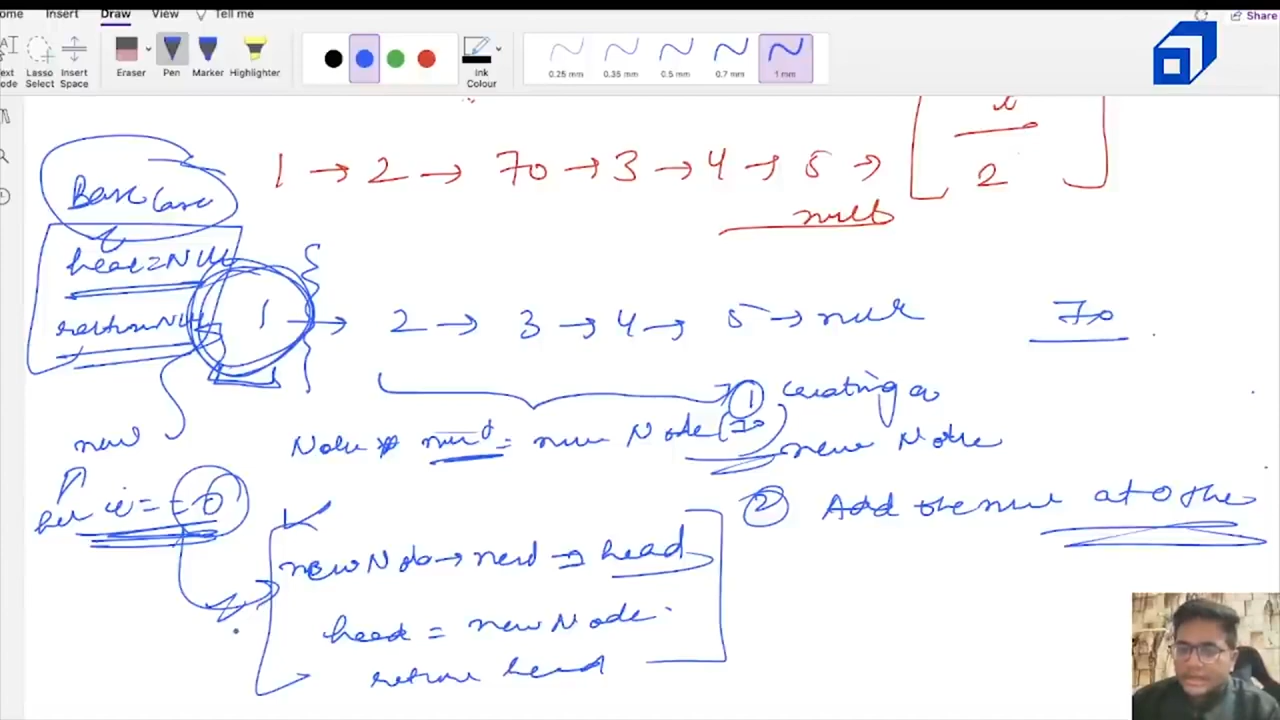 Home Insert Draw View Tell me
Share
Text Mode Lasso Select Insert Space Eraser Pen Marker Highlighter Ink Colour 0.25 mm 0.35 mm 0.5 mm 0.7 mm 1 mm
2
1 → 2 → 70 → 3 → 4 → 5 →
null
Base Case
head = NULL
return NULL
1 → 2 → 3 → 4 → 5 → null 70
① creating a
new Node
new
Node * = new Node (70)
== 0
② Add the new at 0 the
newNode → next = head
head = newNode
return head